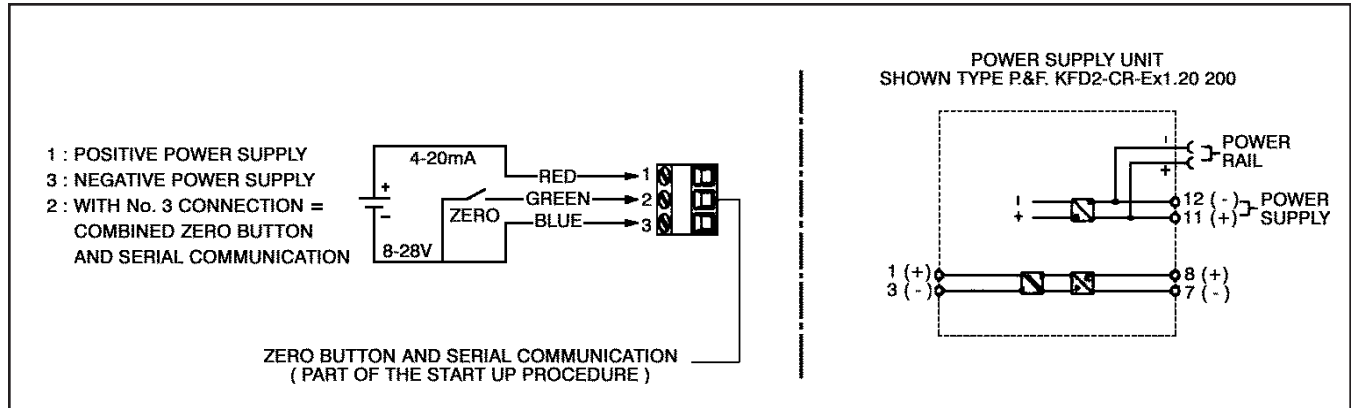 1 : POSITIVE POWER SUPPLY
3 : NEGATIVE POWER SUPPLY
2 : WITH No. 3 CONNECTION =
COMBINED ZERO BUTTON
AND SERIAL COMMUNICATION
4-20mA
+
−
8-28V
ZERO
RED
GREEN
BLUE
1
2
3
ZERO BUTTON AND SERIAL COMMUNICATION
( PART OF THE START UP PROCEDURE )
POWER SUPPLY UNIT
SHOWN TYPE P.&F. KFD2-CR-Ex1.20 200
-
+
POWER
RAIL
-
+
12 (-)
11 (+)
POWER
SUPPLY
1 (+)
3 (-)
8 (+)
7 (-)